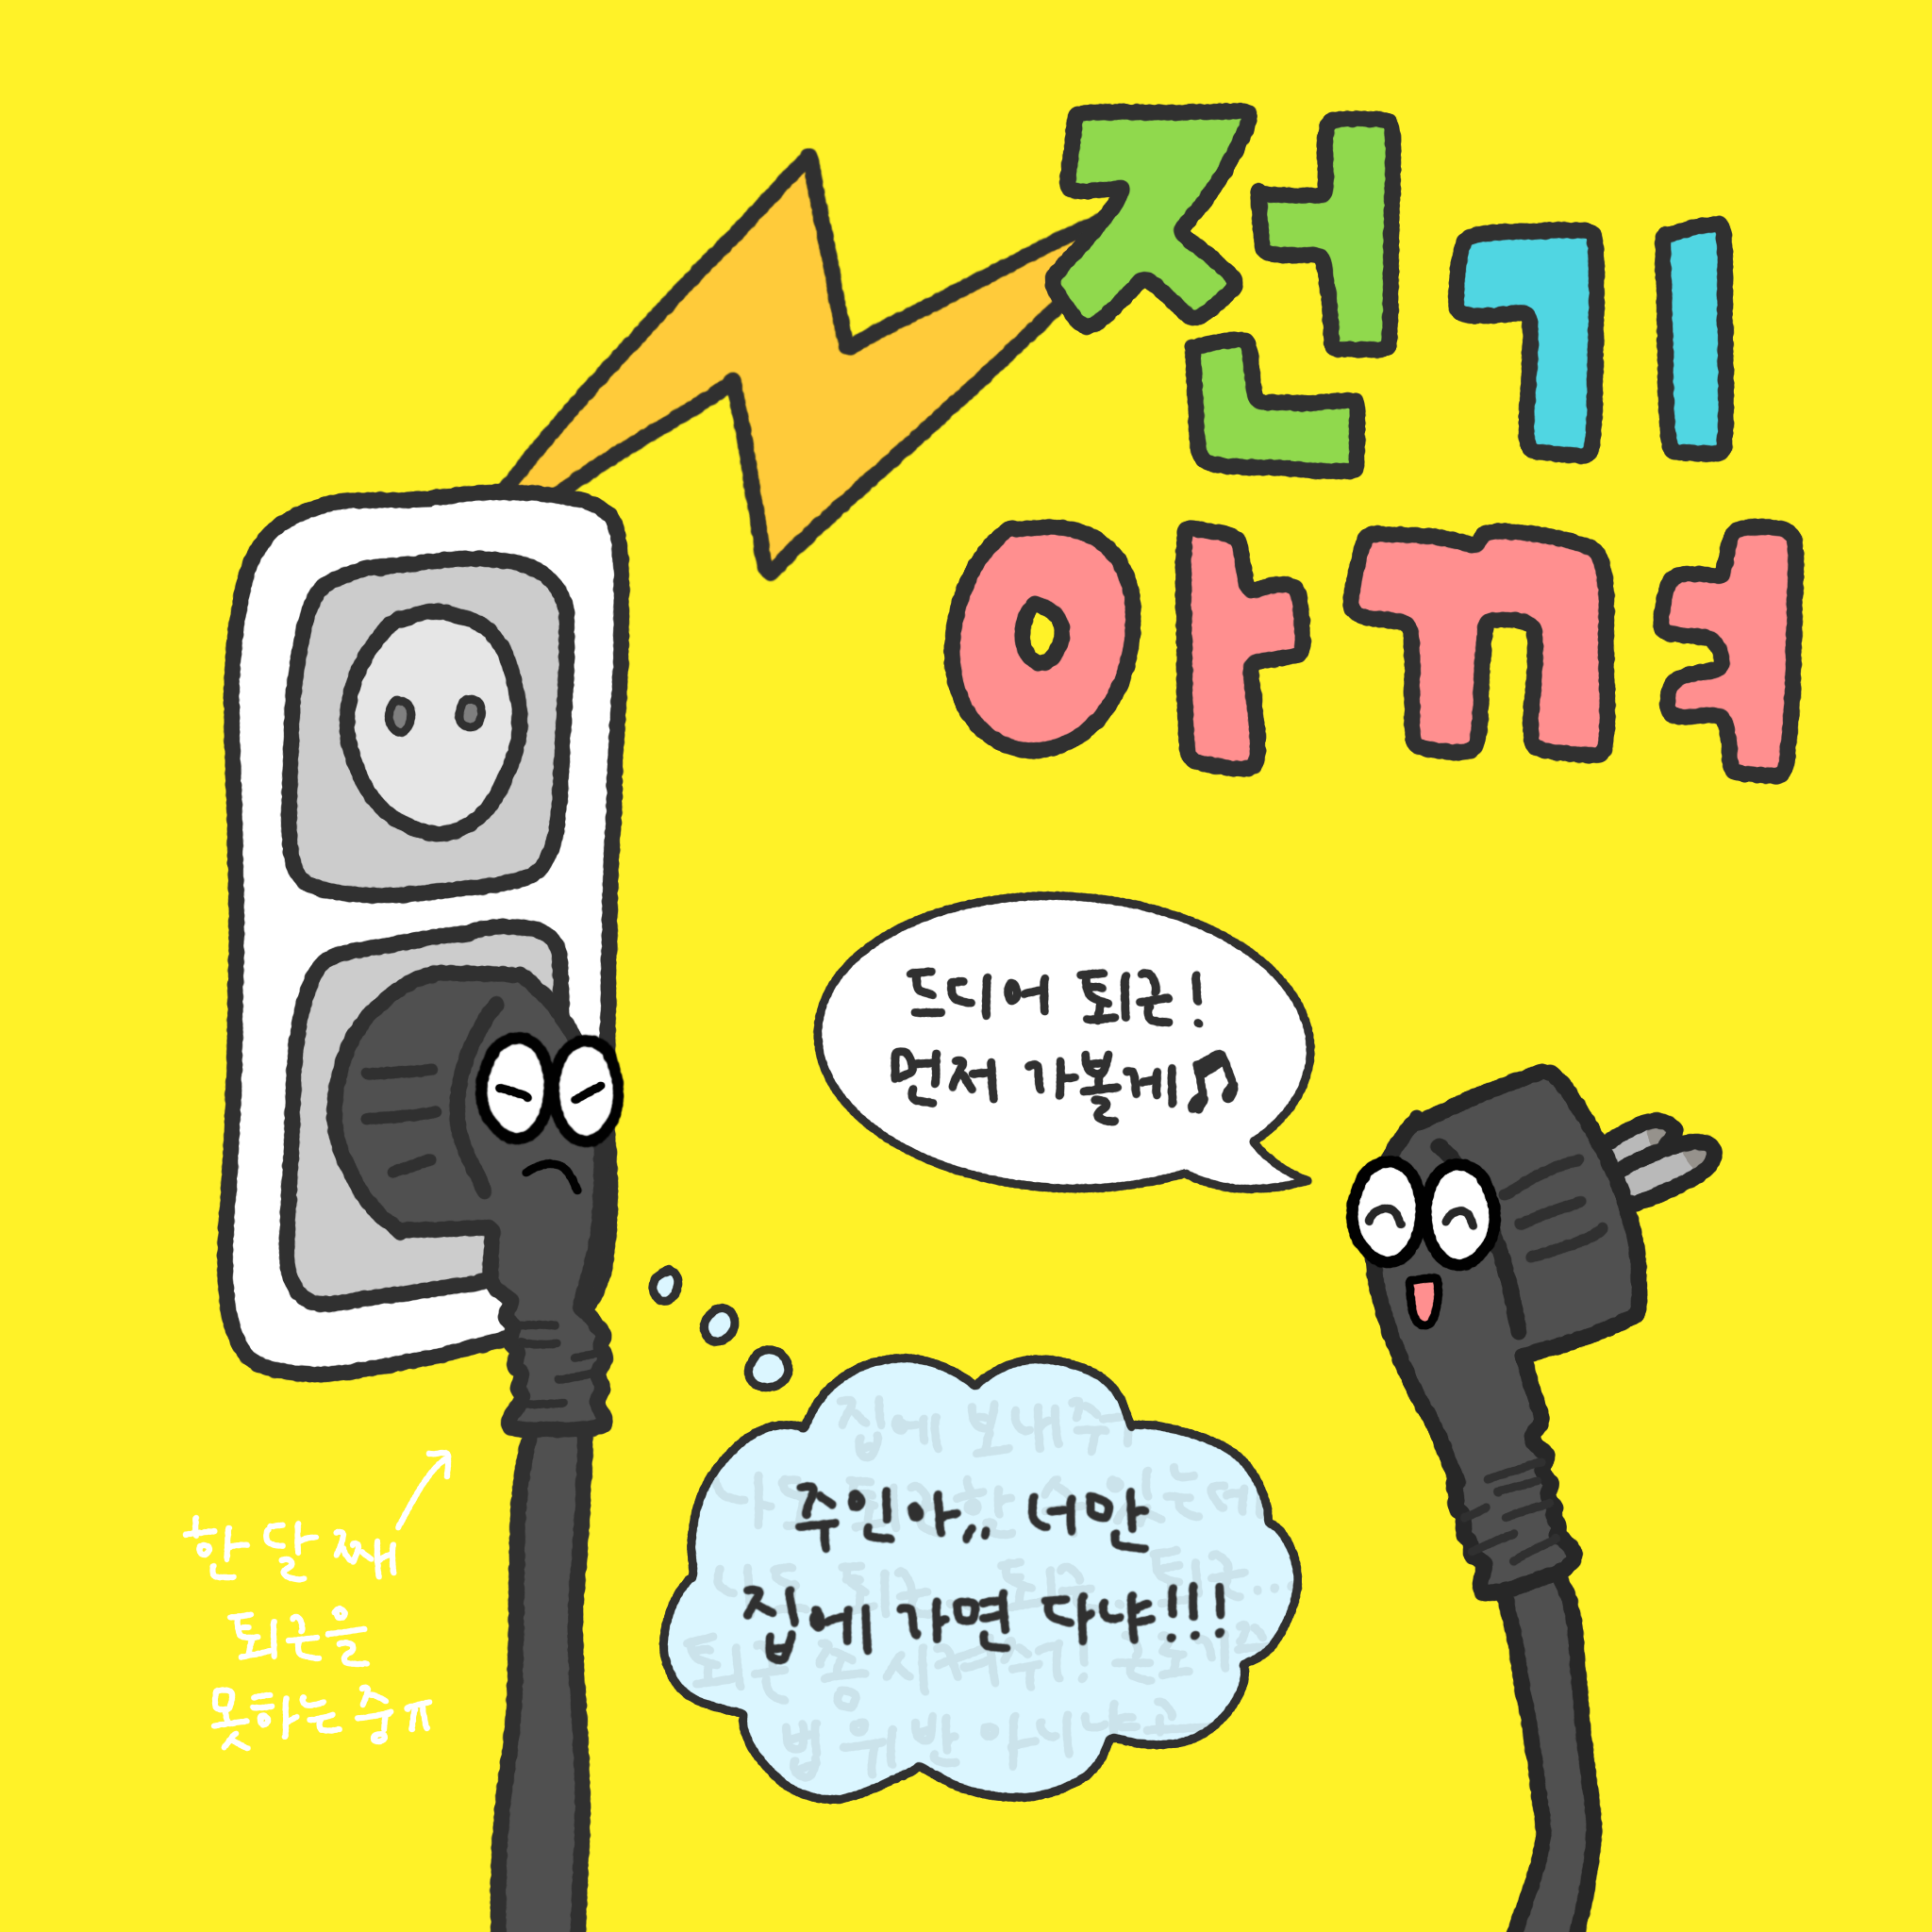 전기
아껴
드디어 퇴근!
먼저 가볼게♫
주인아,, 너만
집에 가면 다냐!!!
한 달 째
퇴근을
못하는 중ㅠ
집에 보내줘
나도 퇴근할 수 있는데
나도 퇴근.. 퇴근.. 퇴근...
퇴근 좀 시켜줘! 근로기준
법 위반 아니냐구